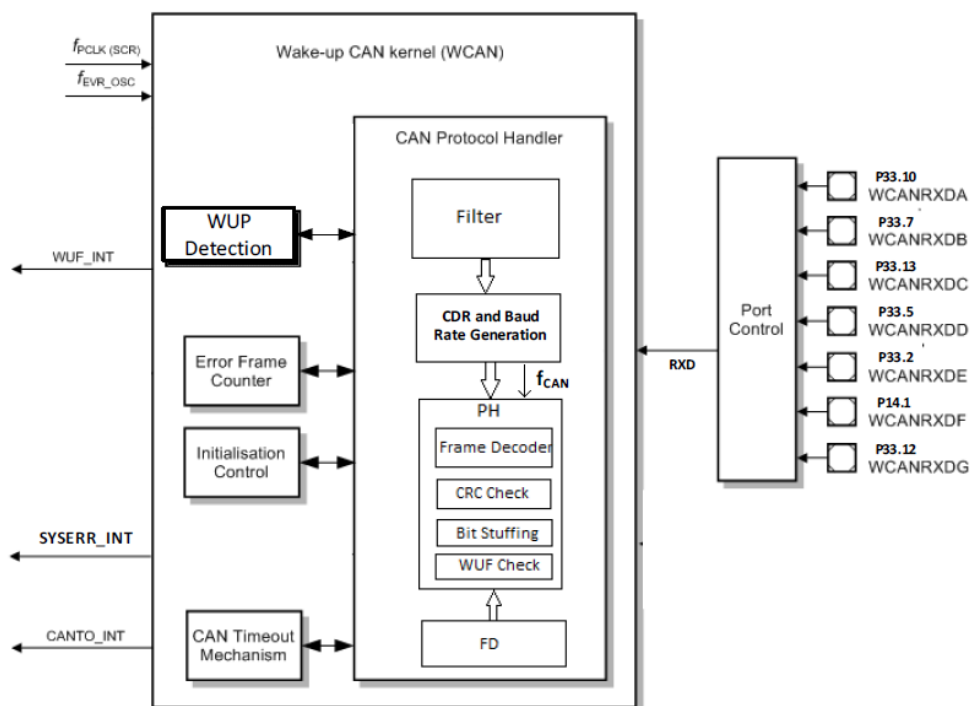 fPCLK (SCR)
fEVR_OSC
Wake-up CAN kernel (WCAN)
CAN Protocol Handler
Filter
WUP
Detection
WUF_INT
CDR and Baud
Rate Generation
Error Frame
Counter
fCAN
PH
Frame Decoder
CRC Check
Bit Stuffing
WUF Check
Initialisation
Control
SYSERR_INT
CANTO_INT
CAN Timeout
Mechanism
FD
RXD
Port
Control
P33.10
WCANRXDA
P33.7
WCANRXDB
P33.13
WCANRXDC
P33.5
WCANRXDD
P33.2
WCANRXDE
P14.1
WCANRXDF
P33.12
WCANRXDG